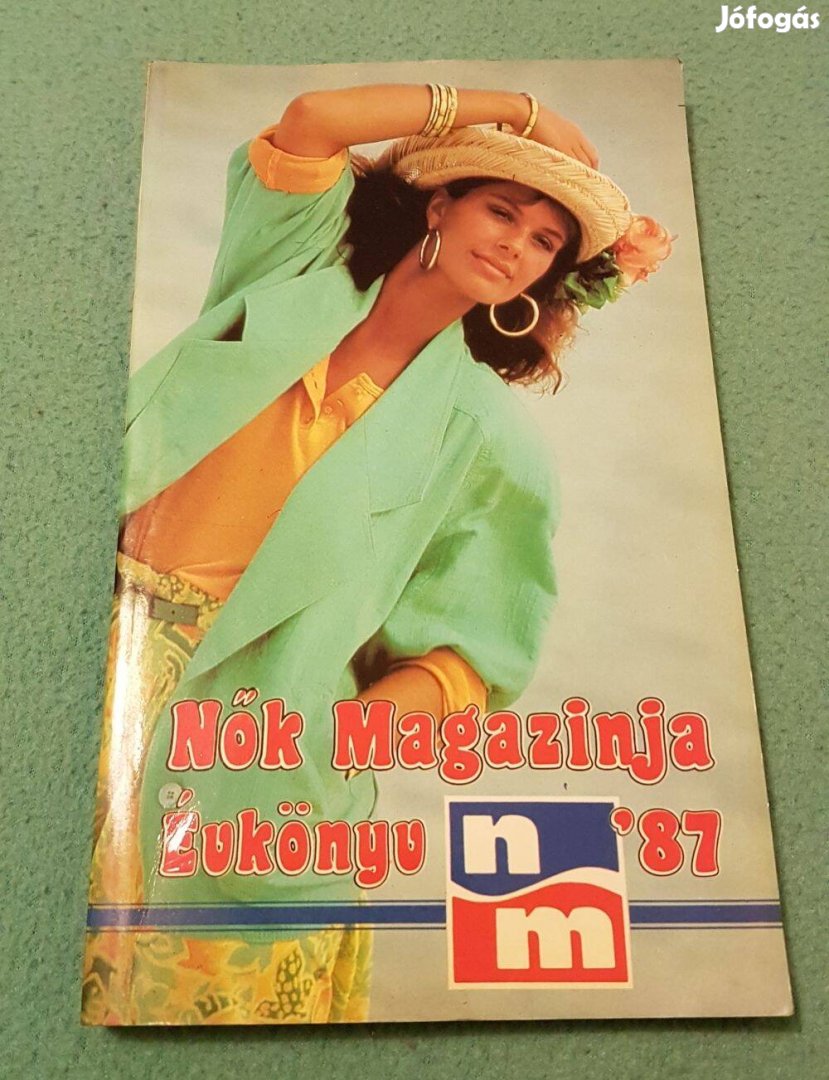 Jófogás
Nők Magazinja
Évkönyv
'87
n
m